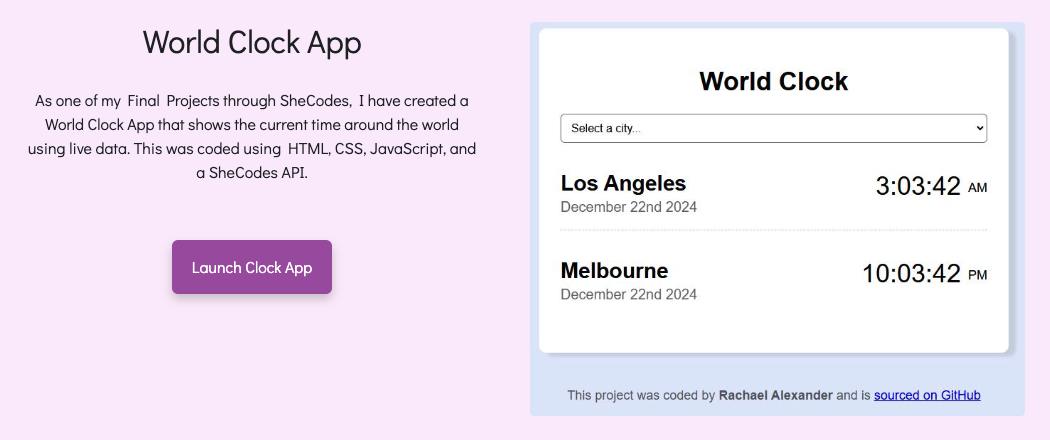 World Clock App
As one of my Final Projects through SheCodes, I have created a
World Clock App that shows the current time around the world
using live data. This was coded using HTML, CSS, JavaScript, and
a SheCodes API.
Launch Clock App
World Clock
Select a city...
Los Angeles
3:03:42 AM
December 22nd 2024
Melbourne
10:03:42 PM
December 22nd 2024
This project was coded by Rachael Alexander and is sourced on GitHub